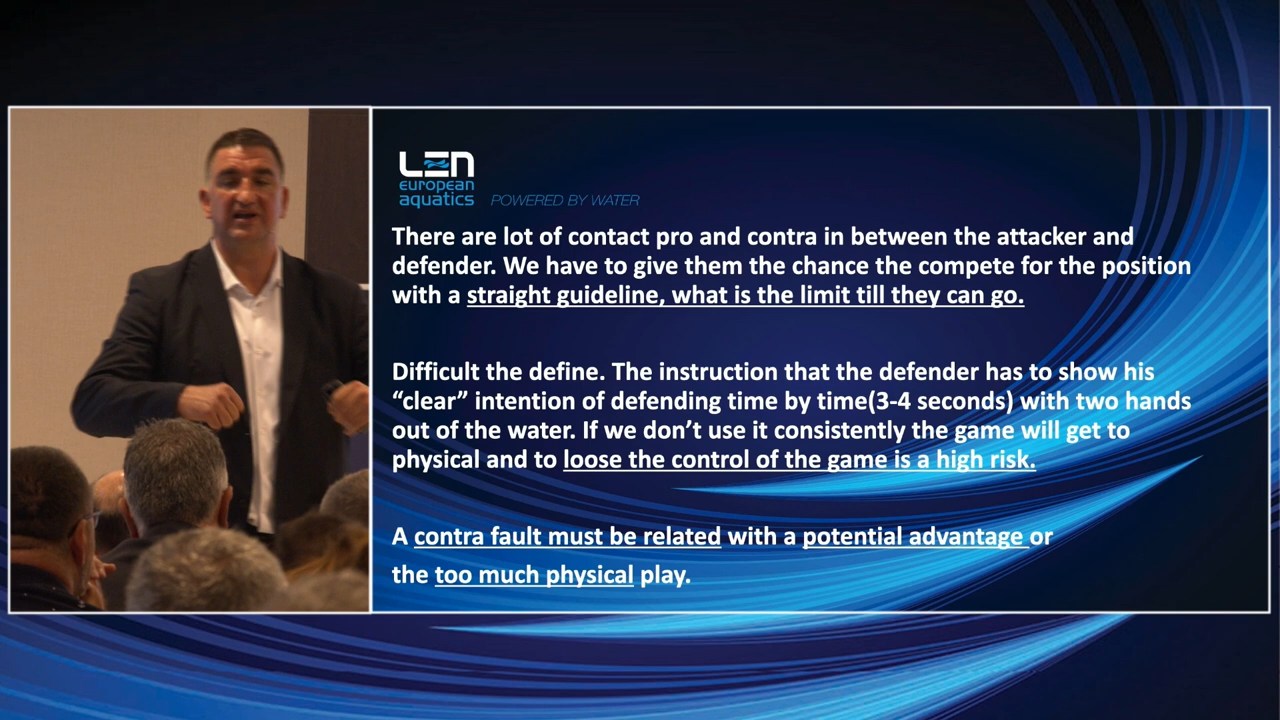 LEN
european
aquatics POWERED BY WATER
There are lot of contact pro and contra in between the attacker and
defender. We have to give them the chance the compete for the position
with a straight guideline, what is the limit till they can go.
Difficult the define. The instruction that the defender has to show his
“clear” intention of defending time by time(3-4 seconds) with two hands
out of the water. If we don’t use it consistently the game will get to
physical and to loose the control of the game is a high risk.
A contra fault must be related with a potential advantage or
the too much physical play.